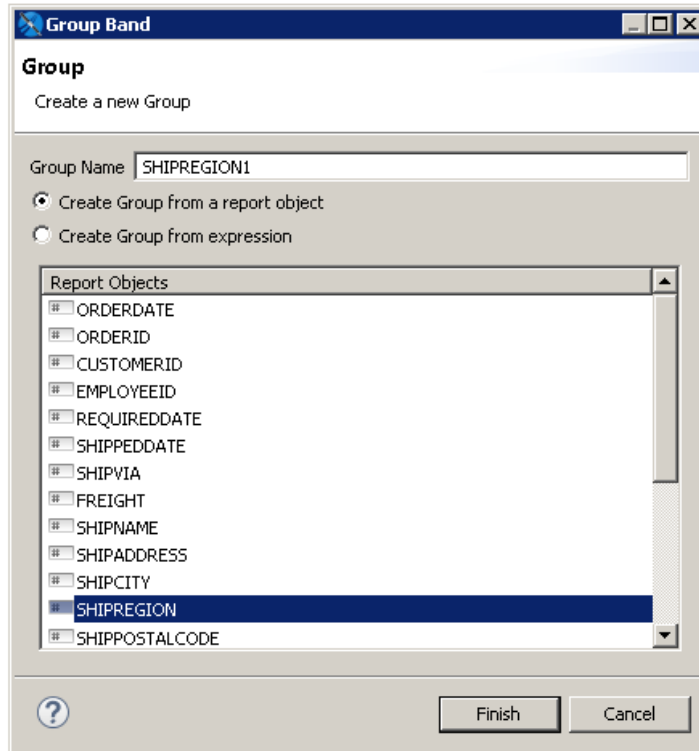 Group Band
Group
Create a new Group
Group Name SHIPREGION1
Create Group from a report object
Create Group from expression
Report Objects
# ORDERDATE
# ORDERID
# CUSTOMERID
# EMPLOYEEID
# REQUIREDDATE
# SHIPPEDDATE
# SHIPVIA
# FREIGHT
# SHIPNAME
# SHIPADDRESS
# SHIPCITY
# SHIPREGION
# SHIPPOSTALCODE
? Finish Cancel